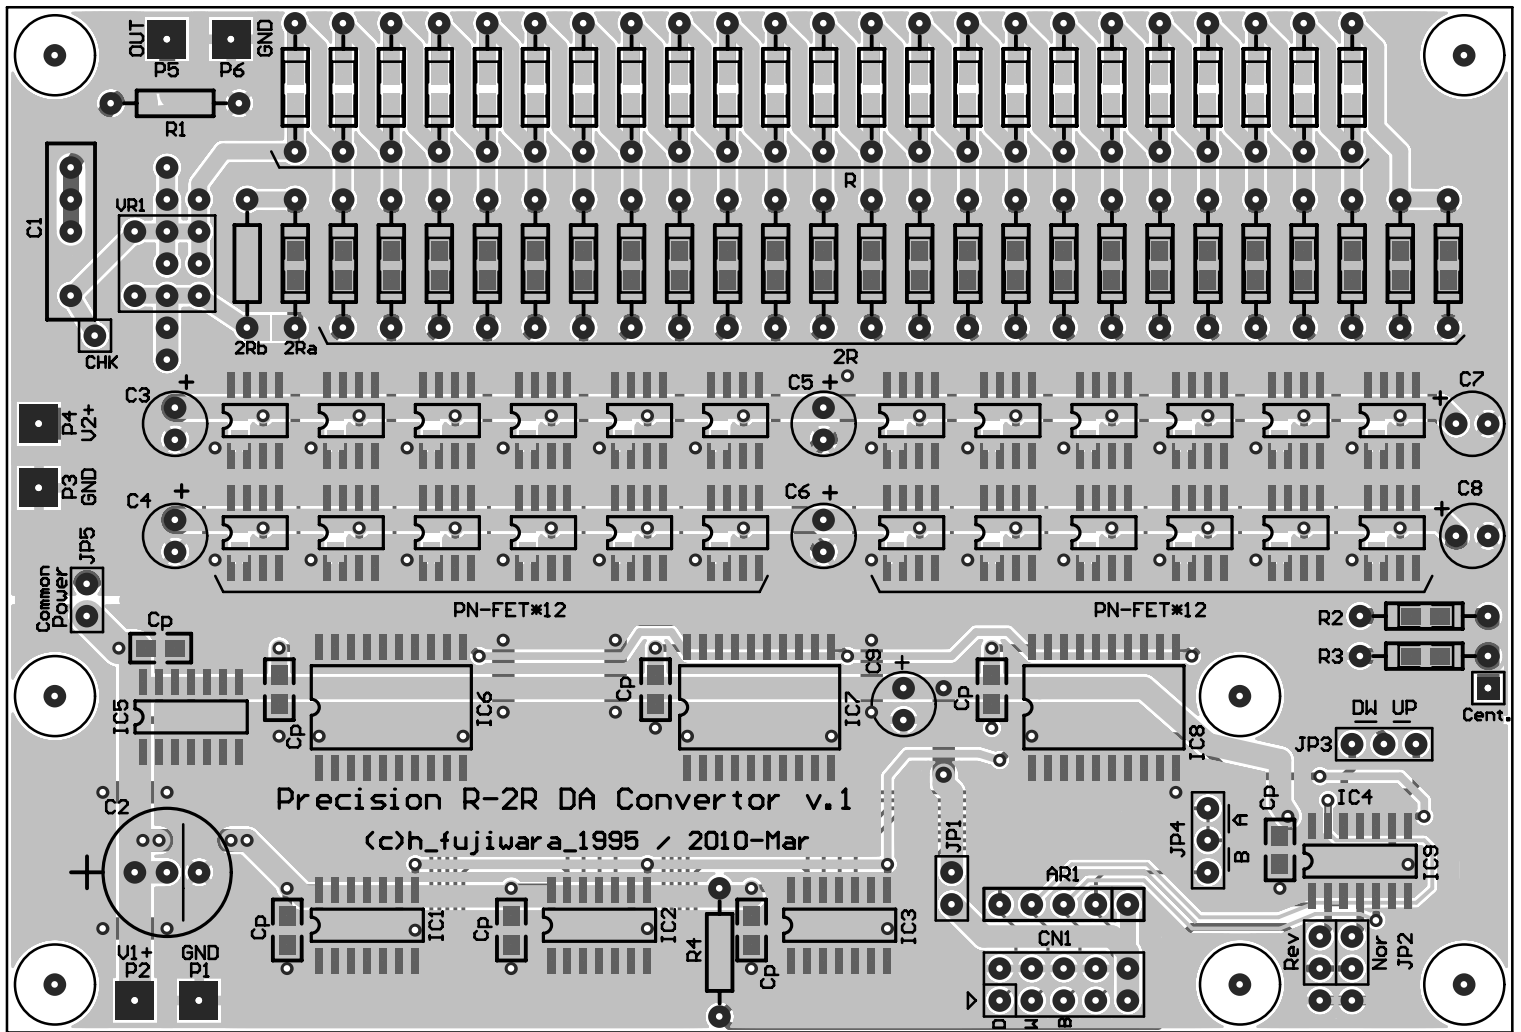 OUT
GND
P5
P6
R1
R
C1
VR1
2Rb
2Ra
CHK
2R
C3
+
C5
+
C7
+
P4
V2+
P3
GND
C4
+
C6
+
C8
+
JP5
Common
Power
PN-FET*12
PN-FET*12
R2
R3
Cp
Cp
IC5
IC6
Cp
IC7
C9
+
Cp
IC8
Cent.
DW UP
JP3
Precision R-2R DA Convertor v.1
(c)h_fujiwara_1995 / 2010-Mar
C2
+
JP1
JP4
A
B
Cp
IC4
IC9
AR1
Cp
IC1
Cp
IC2
R4
Cp
IC3
CN1
Rev
Nor
JP2
V1+
P2
GND
P1
D
W
B